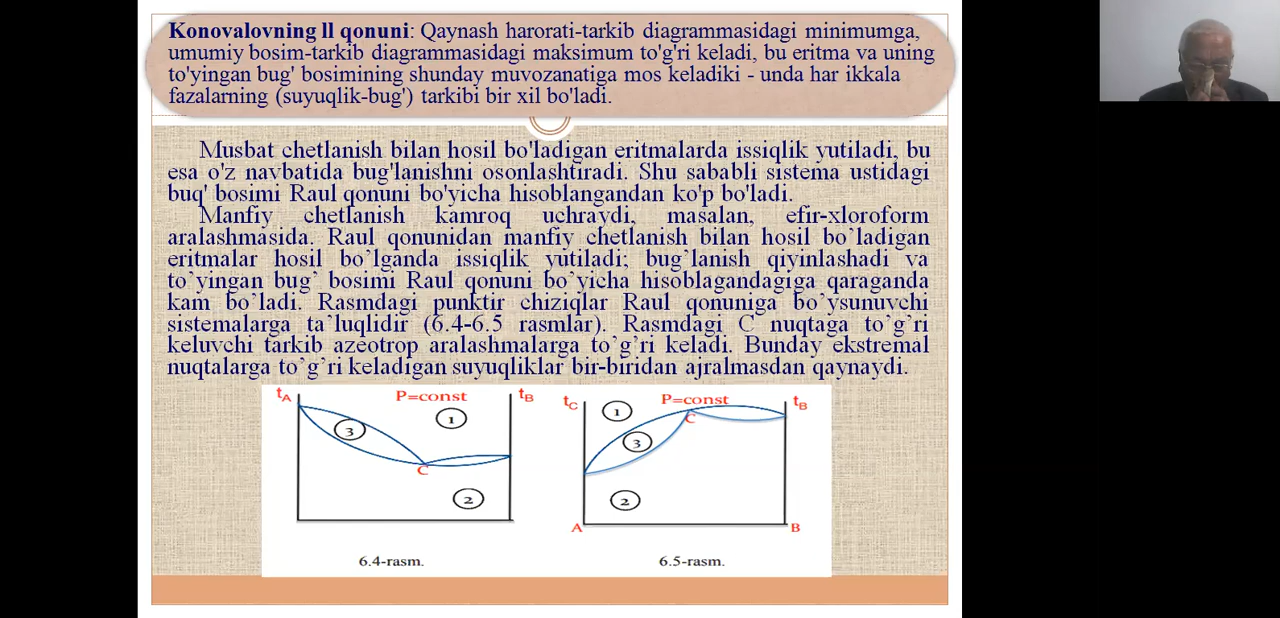 Konovalovning ll qonuni: Qaynash harorati-tarkib diagrammasidagi minimumga,
umumiy bosim-tarkib diagrammasidagi maksimum to'g'ri keladi, bu eritma va uning
to'yingan bug' bosimining shunday muvozanatiga mos keladiki - unda har ikkala
fazalarning (suyuqlik-bug') tarkibi bir xil bo'ladi.
Musbat chetlanish bilan hosil bo'ladigan eritmalarda issiqlik yutiladi, bu
esa o'z navbatida bug'lanishni osonlashtiradi. Shu sababli sistema ustidagi
buq' bosimi Raul qonuni bo'yicha hisoblangandan ko'p bo'ladi.
Manfiy chetlanish kamroq uchraydi, masalan, efir-xloroform
aralashmasida. Raul qonunidan manfiy chetlanish bilan hosil bo’ladigan
eritmalar hosil bo’lganda issiqlik yutiladi; bug’lanish qiyinlashadi va
to’yingan bug’ bosimi Raul qonuni bo’yicha hisoblagandagiga qaraganda
kam bo’ladi. Rasmdagi punktir chiziqlar Raul qonuniga bo’ysunuvchi
sistemalarga ta’luqlidir (6.4-6.5 rasmlar). Rasmdagi C nuqtaga to’g’ri
keluvchi tarkib azeotrop aralashmalarga to’g’ri keladi. Bunday ekstremal
nuqtalarga to’g’ri keladigan suyuqliklar bir-biridan ajralmasdan qaynaydi.
tA P=const tB
1
3
C
2
6.4-rasm.
tC P=const tB
1
C
3
2
A B
6.5-rasm.